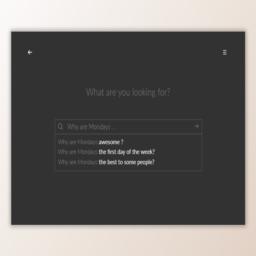 What are you looking for?
Why are Mondays ...
Why are Mondays awesome ?
Why are Mondays the first day of the week?
Why are Mondays the best to some people?